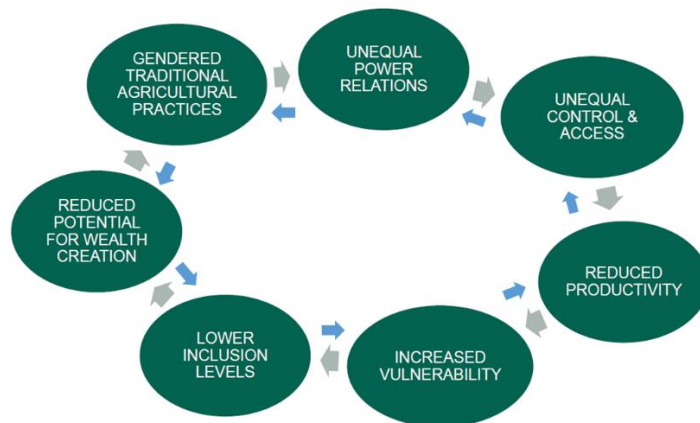 GENDERED
TRADITIONAL
AGRICULTURAL
PRACTICES
UNEQUAL
POWER
RELATIONS
UNEQUAL
CONTROL &
ACCESS
REDUCED
PRODUCTIVITY
INCREASED
VULNERABILITY
LOWER
INCLUSION
LEVELS
REDUCED
POTENTIAL
FOR WEALTH
CREATION